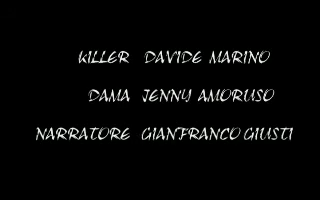 KILLER DAVIDE MARINO
DAMA JENNY AMORUSO
NARRATORE GIANFRANCO GIUSTI